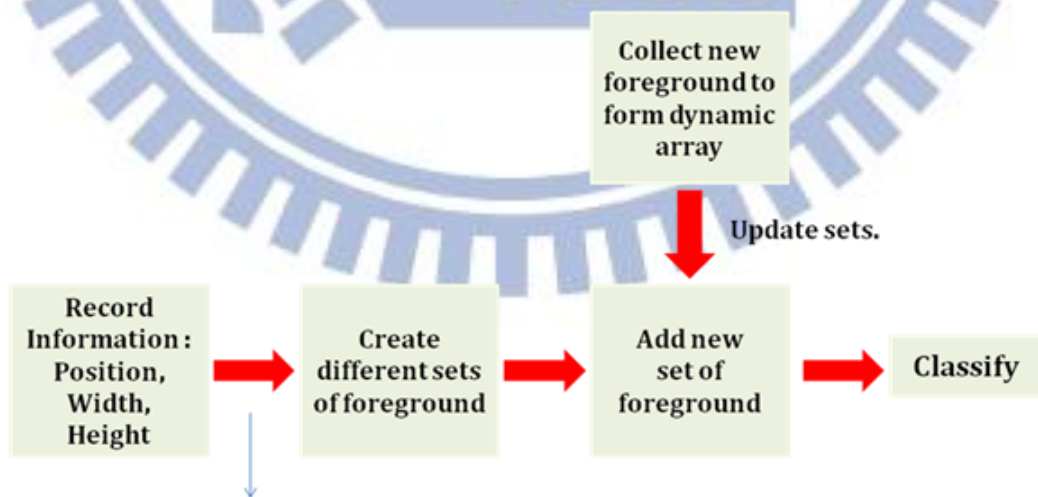 Collect new
foreground to
form dynamic
array
Update sets.
Record
Information :
Position,
Width,
Height
Create
different sets
of foreground
Add new
set of
foreground
Classify